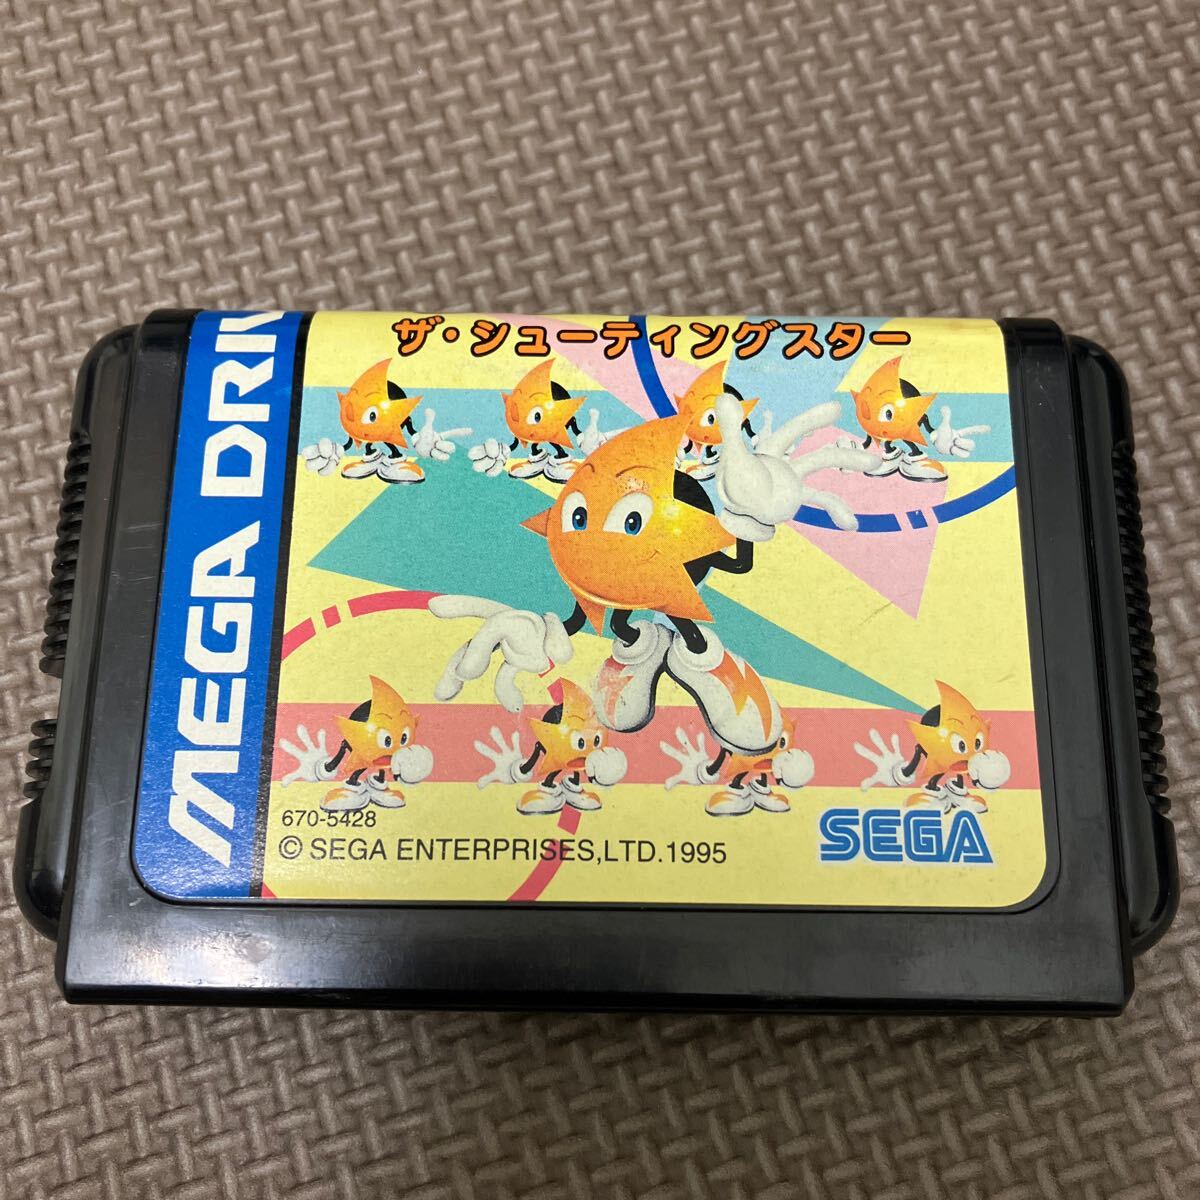 ザ・シューティングスター
MEGA DRIV
670-5428
© SEGA ENTERPRISES,LTD.1995
SEGA